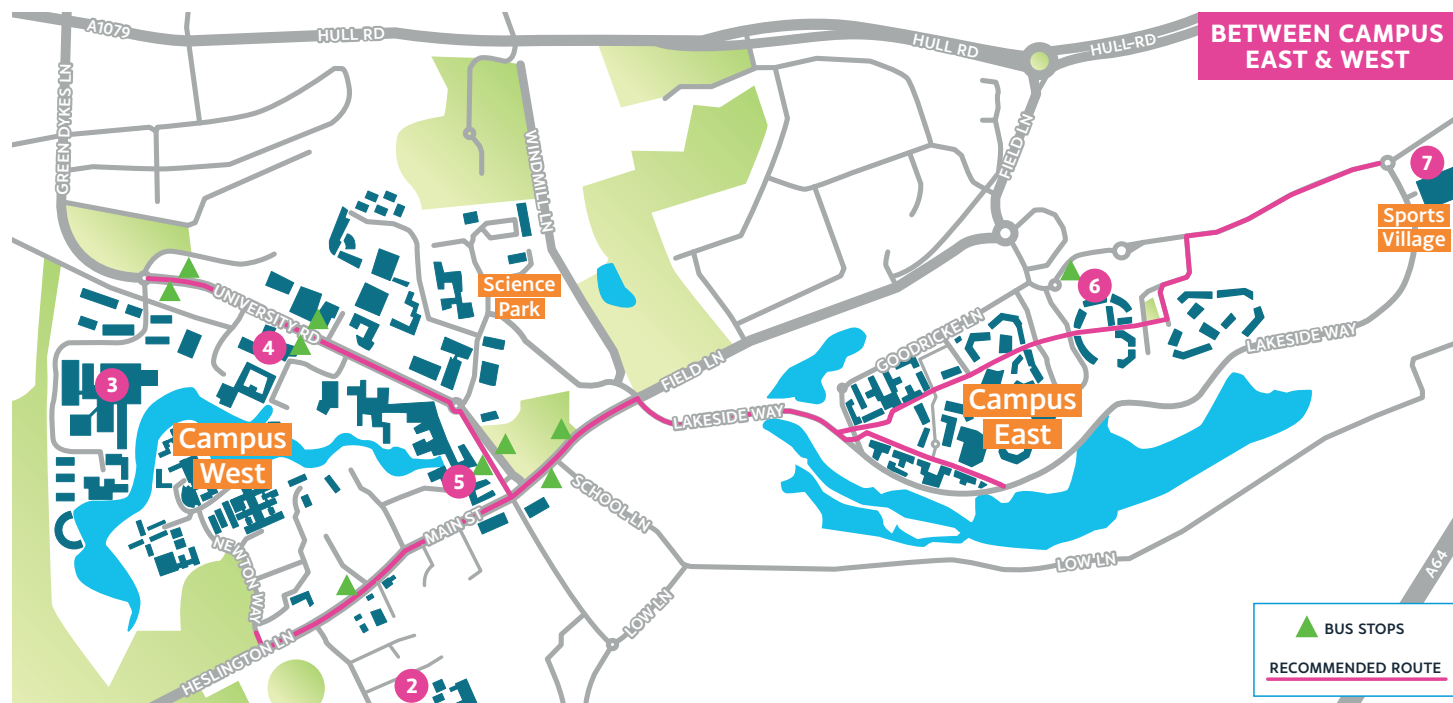 A1079
HULL RD
HULL RD
HULL-RD
BETWEEN CAMPUS
EAST & WEST
GREEN DYKES LN
WINDMILL LN
FIELD LN
7
Sports
Village
6
Science
Park
UNIVERSITY RD
4
3
GOODRICKE LN
LAKESIDE WAY
FIELD LN
LAKESIDE WAY
Campus
East
Campus
West
5
SCHOOL LN
MAIN ST
NEWTON WAY
LOW LN
A64
LOW LN
HESLINGTON LN
2
BUS STOPS
RECOMMENDED ROUTE